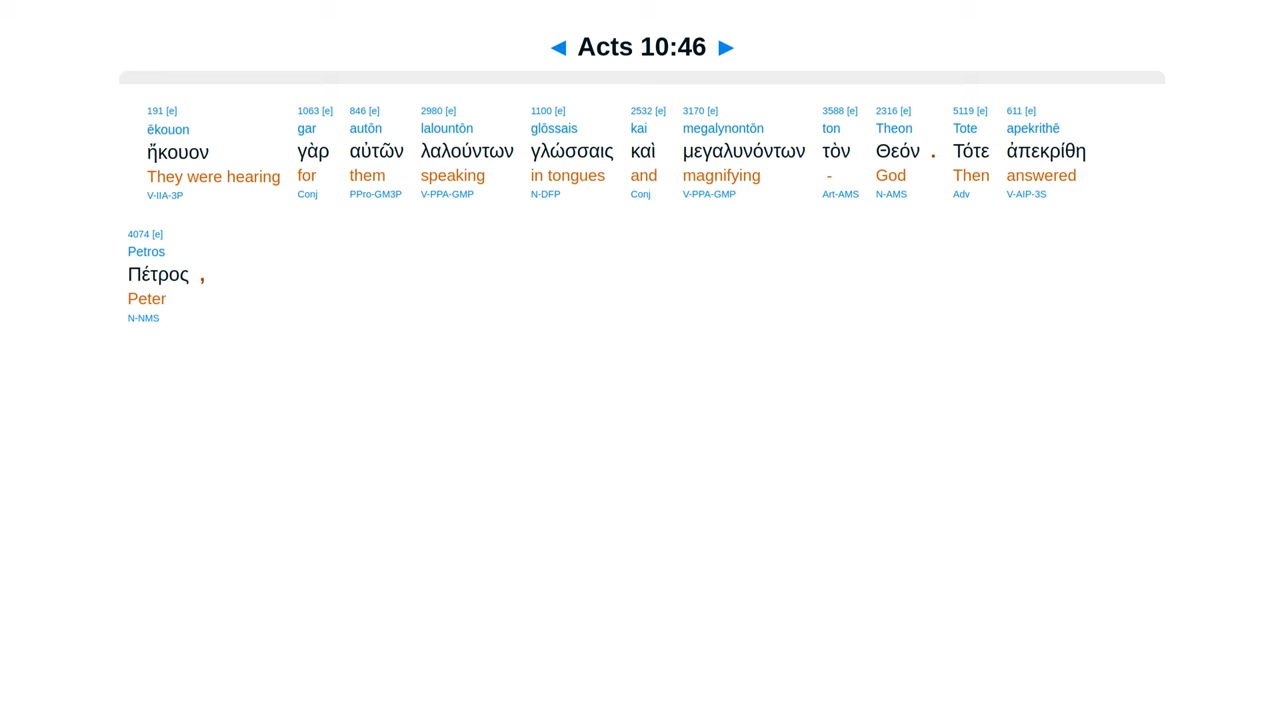 ◄ Acts 10:46 ►
191 [e] 1063 [e] 846 [e] 2980 [e] 1100 [e] 2532 [e] 3170 [e] 3588 [e] 2316 [e] 5119 [e] 611 [e]
ēkouon gar autōn lalountōn glōssais kai megalynontōn ton Theon Tote apekrithē
ἤκουον γὰρ αὐτῶν λαλούντων γλώσσαις καὶ μεγαλυνόντων τὸν Θεόν . Τότε ἀπεκρίθη
They were hearing for them speaking in tongues and magnifying - God Then answered
V-IIA-3P Conj PPro-GM3P V-PPA-GMP N-DFP Conj V-PPA-GMP Art-AMS N-AMS Adv V-AIP-3S
4074 [e]
Petros
Πέτρος ,
Peter
N-NMS